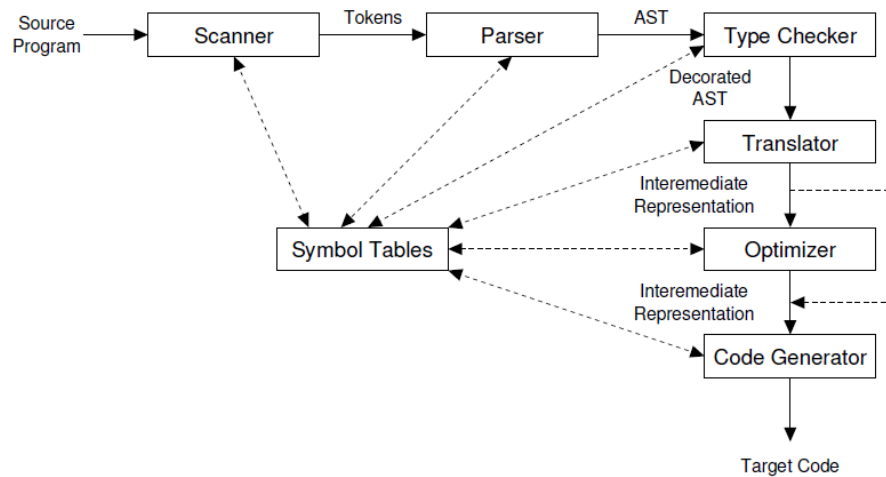 Source
Program
Scanner
Tokens
Parser
AST
Type Checker
Decorated
AST
Translator
Interemediate
Representation
Symbol Tables
Optimizer
Interemediate
Representation
Code Generator
Target Code